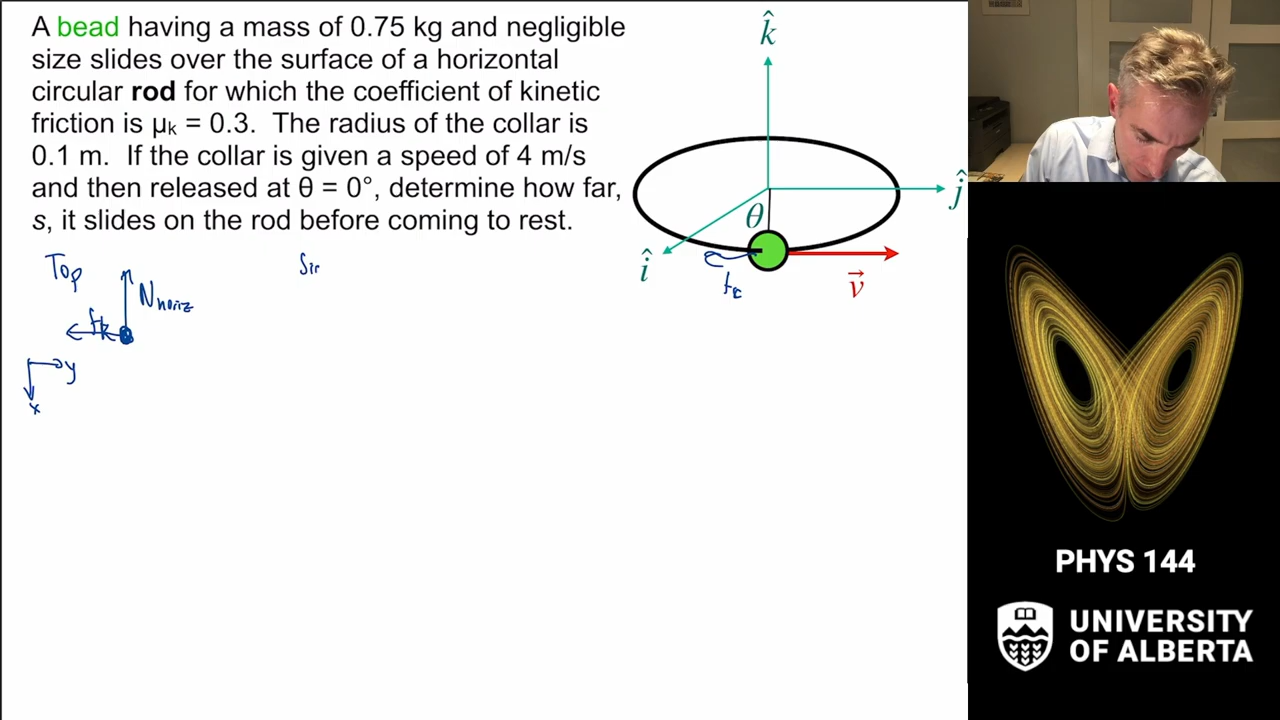 A bead having a mass of 0.75 kg and negligible
size slides over the surface of a horizontal
circular rod for which the coefficient of kinetic
friction is μk = 0.3. The radius of the collar is
0.1 m. If the collar is given a speed of 4 m/s
and then released at θ = 0°, determine how far,
s, it slides on the rod before coming to rest.
k̂
ĵ
θ
î
v⃗
fk
Top
N horiz
fk
y
x
PHYS 144
UNIVERSITY
OF ALBERTA